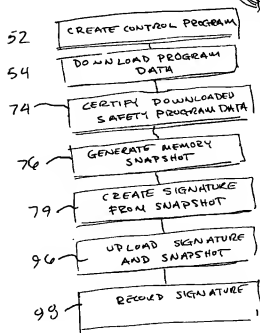 52
CREATE CONTROL PROGRAM
54
DOWNLOAD PROGRAM
DATA
74
CERTIFY DOWNLOADED
SAFETY PROGRAM DATA
76
GENERATE MEMORY
SNAPSHOT
79
CREATE SIGNATURE
FROM SNAPSHOT
96
UPLOAD SIGNATURE
AND SNAPSHOT
99
RECORD SIGNATURE